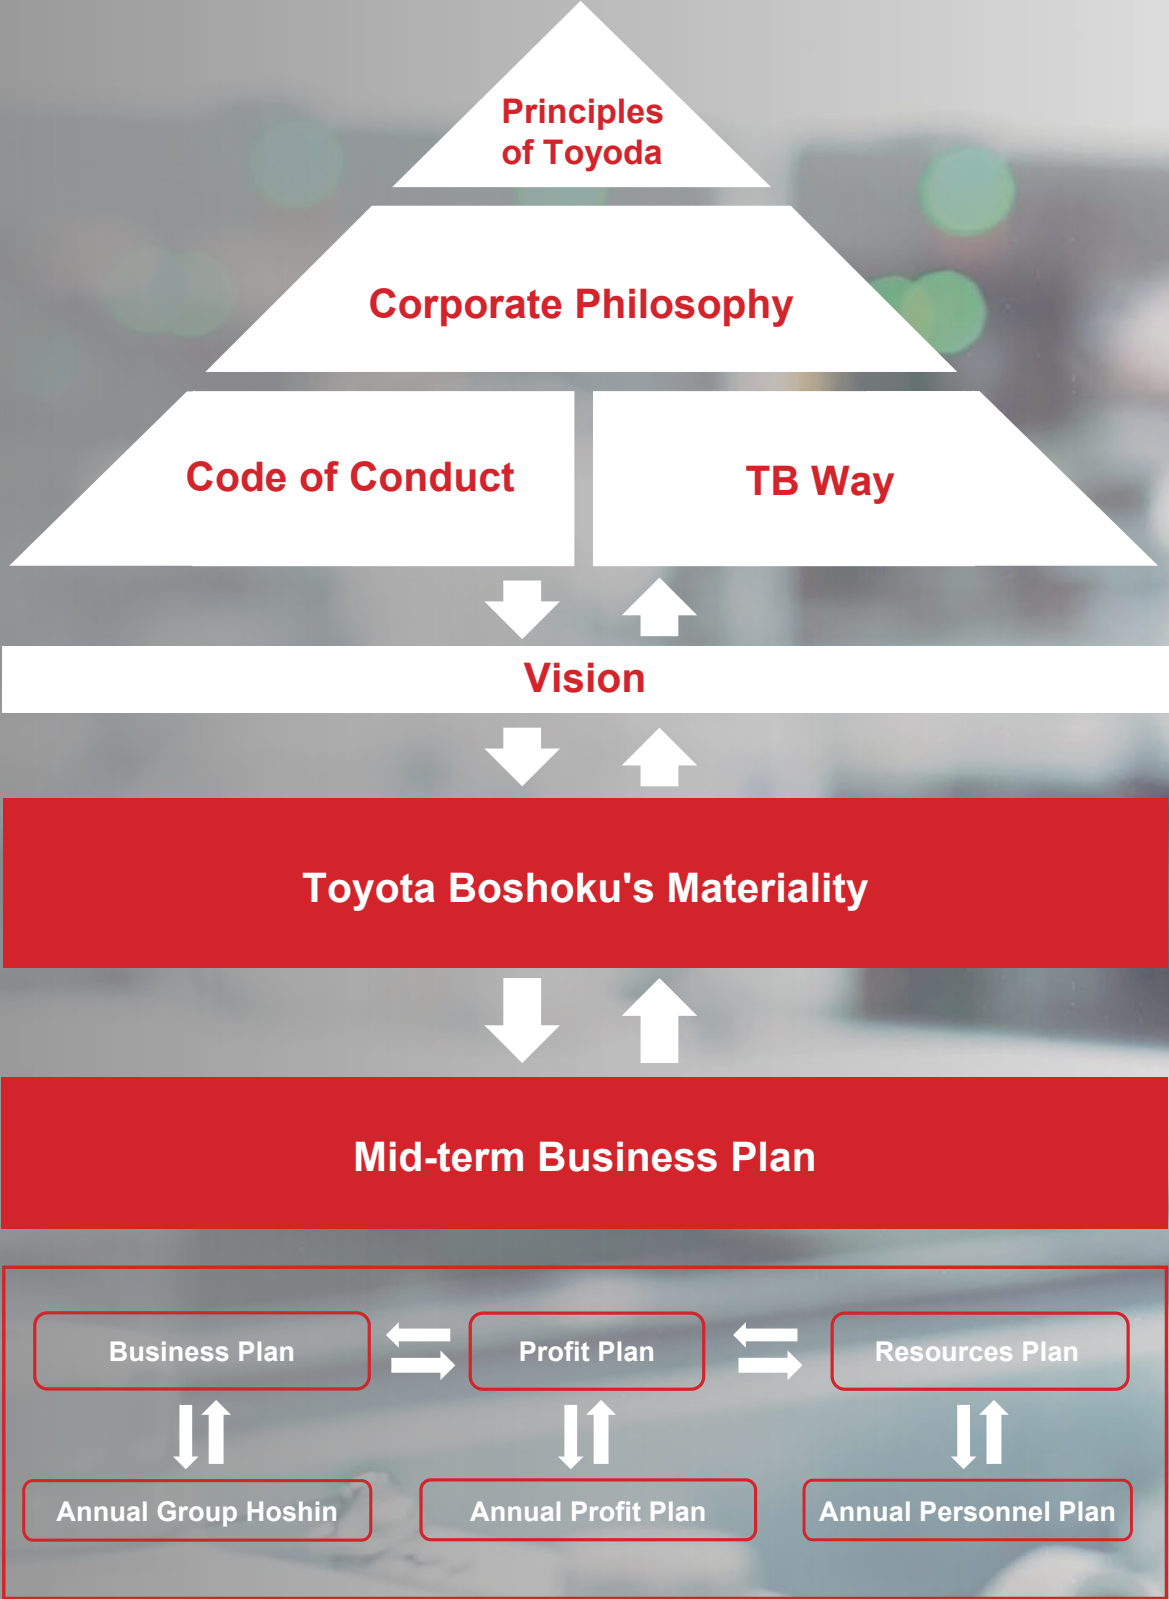 Principles
of Toyoda
Corporate Philosophy
Code of Conduct
TB Way
Vision
Toyota Boshoku's Materiality
Mid-term Business Plan
Business Plan
Profit Plan
Resources Plan
Annual Group Hoshin
Annual Profit Plan
Annual Personnel Plan